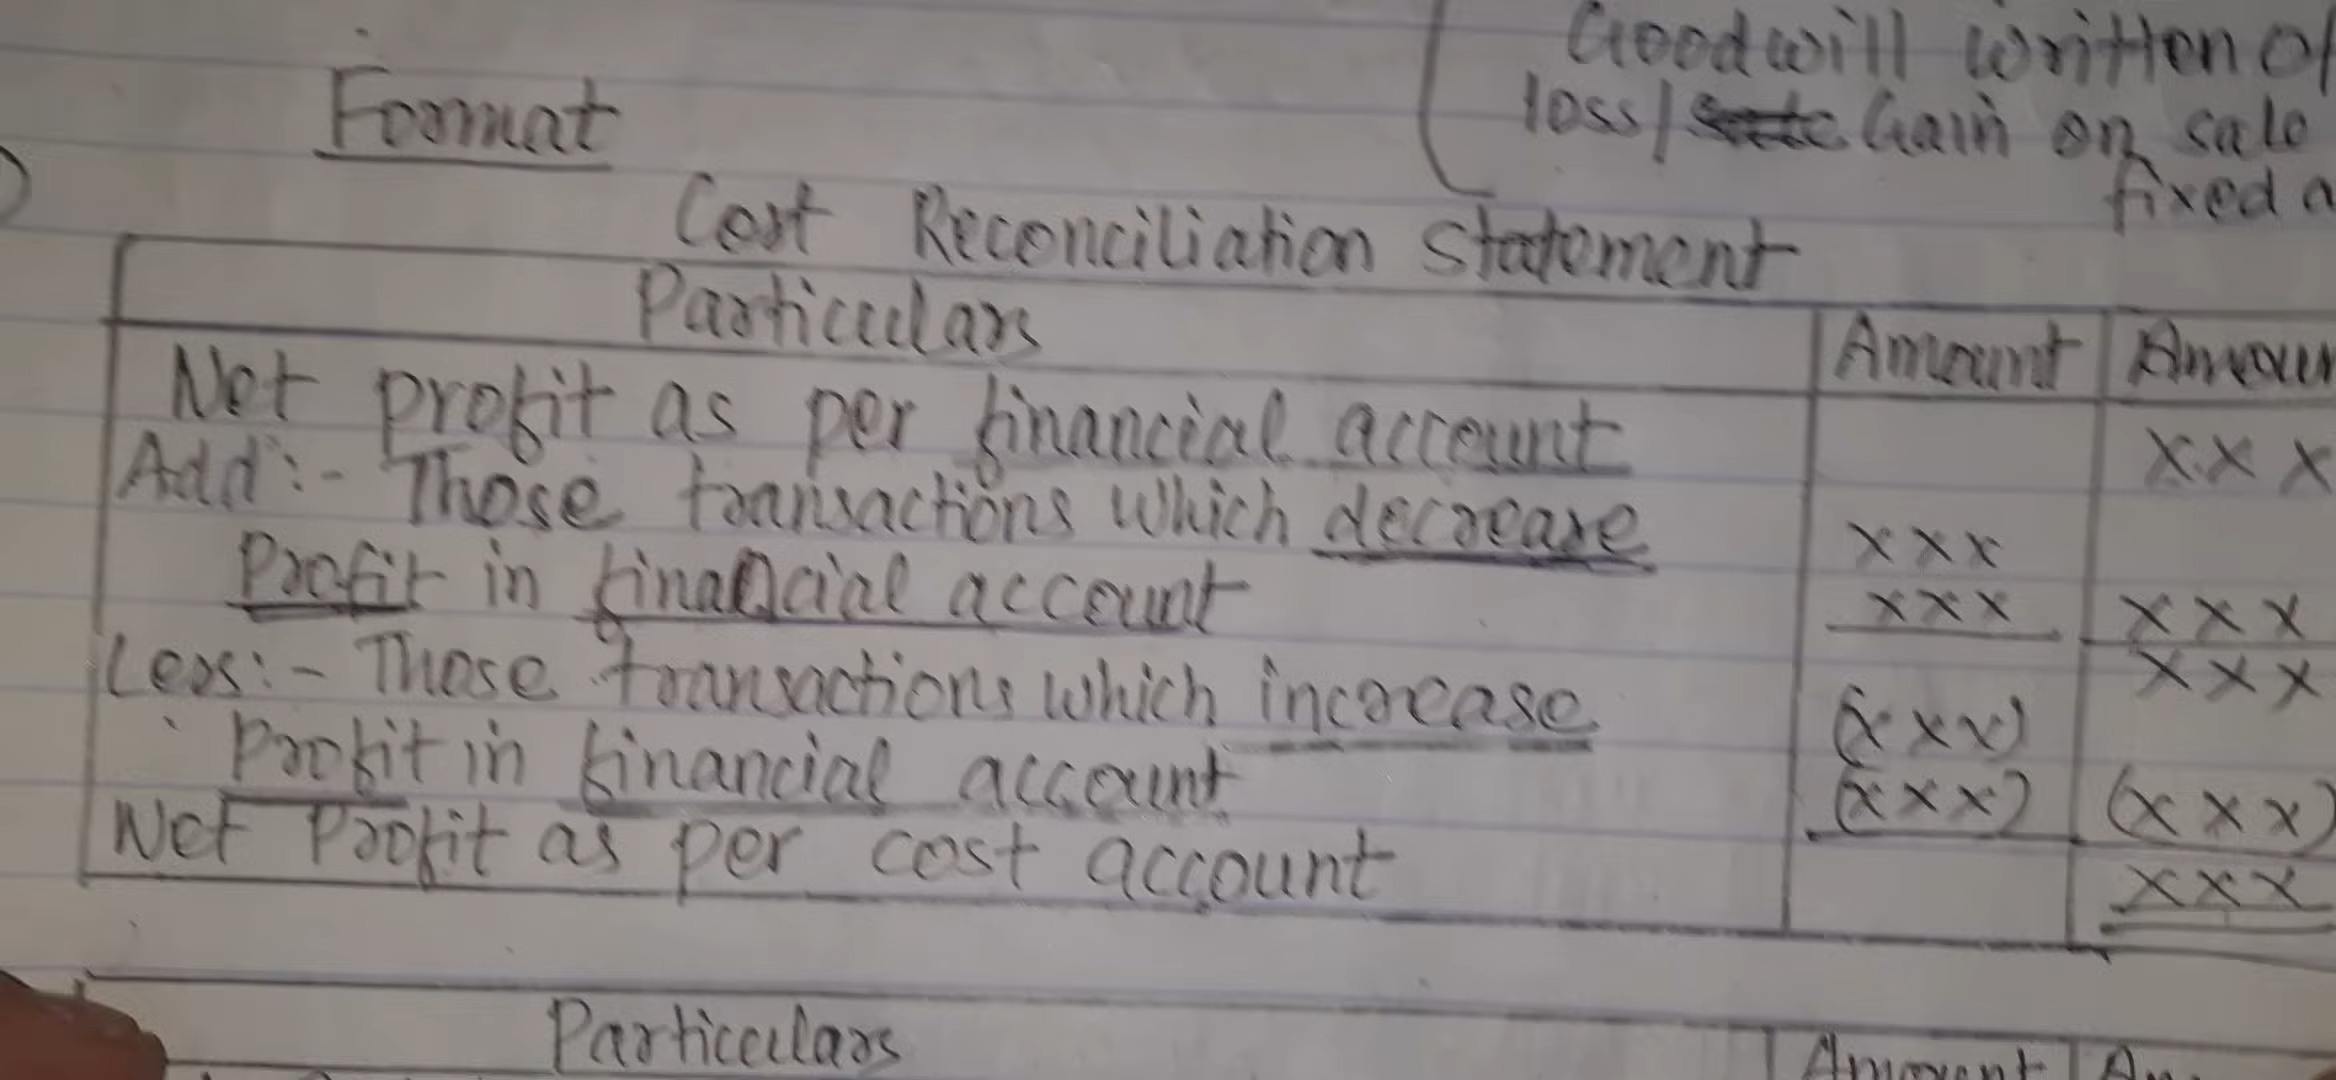 Goodwill written of
loss/ Gain on sale
fixed a
Format
Cost Reconciliation Statement
Particulars Amount Amoun
Net profit as per financial account xxx
Add:- Those transactions which decrease xxx
Profit in financial account xxx xxx
xxx
Less:- Those transactions which increase (xxx)
Profit in financial account (xxx) (xxx)
Net Profit as per cost account xxx
Particulars Amount